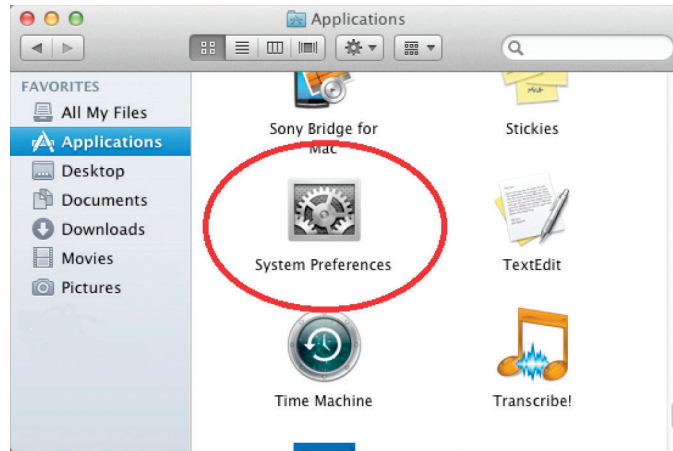 Applications
FAVORITES
All My Files
Applications
Desktop
Documents
Downloads
Movies
Pictures
Sony Bridge for
Mac
Stickies
System Preferences
TextEdit
Time Machine
Transcribe!